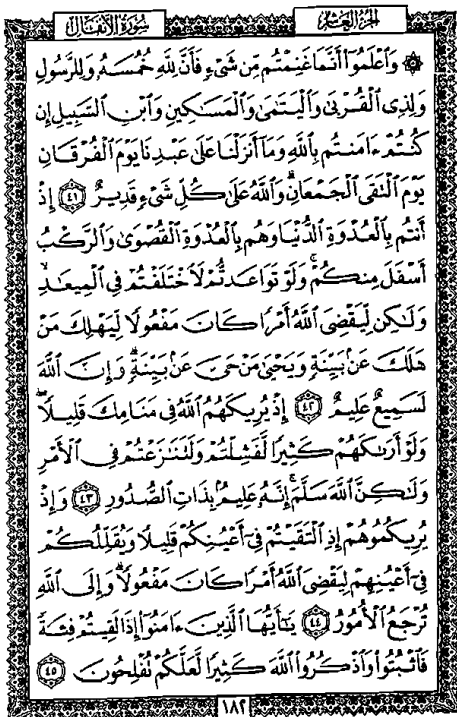 الجزء العاشر
سورة الأنفال
۞ وَٱعۡلَمُوٓاْ أَنَّمَا غَنِمۡتُم مِّن شَيۡءٖ فَأَنَّ لِلَّهِ خُمُسَهُۥ وَلِلرَّسُولِ
وَلِذِي ٱلۡقُرۡبَىٰ وَٱلۡيَتَٰمَىٰ وَٱلۡمَسَٰكِينِ وَٱبۡنِ ٱلسَّبِيلِ إِن
كُنتُمۡ ءَامَنتُم بِٱللَّهِ وَمَآ أَنزَلۡنَا عَلَىٰ عَبۡدِنَا يَوۡمَ ٱلۡفُرۡقَانِ
يَوۡمَ ٱلۡتَقَى ٱلۡجَمۡعَانِۗ وَٱللَّهُ عَلَىٰ كُلِّ شَيۡءٖ قَدِيرٌ ٤١ إِذۡ
أَنتُم بِٱلۡعُدۡوَةِ ٱلدُّنۡيَا وَهُم بِٱلۡعُدۡوَةِ ٱلۡقُصۡوَىٰ وَٱلرَّكۡبُ
أَسۡفَلَ مِنكُمۡۚ وَلَوۡ تَوَاعَدتُّمۡ لَٱخۡتَلَفۡتُمۡ فِي ٱلۡمِيعَٰدِ
وَلَٰكِن لِّيَقۡضِيَ ٱللَّهُ أَمۡرٗا كَانَ مَفۡعُولٗا لِّيَهۡلِكَ مَنۡ
هَلَكَ عَنۢ بَيِّنَةٖ وَيَحۡيَىٰ مَنۡ حَيَّ عَنۢ بَيِّنَةٖۗ وَإِنَّ ٱللَّهَ
لَسَمِيعٌ عَلِيمٌ ٤٢ إِذۡ يُرِيكَهُمُ ٱللَّهُ فِي مَنَامِكَ قَلِيلٗاۖ
وَلَوۡ أَرَىٰكَهُمۡ كَثِيرٗا لَّفَشِلۡتُمۡ وَلَتَنَٰزَعۡتُمۡ فِي ٱلۡأَمۡرِ
وَلَٰكِنَّ ٱللَّهَ سَلَّمَۚ إِنَّهُۥ عَلِيمُۢ بِذَاتِ ٱلصُّدُورِ ٤٣ وَإِذۡ
يُرِيكُمُوهُمۡ إِذِ ٱلۡتَقَيۡتُمۡ فِيٓ أَعۡيُنِكُمۡ قَلِيلٗا وَيُقَلِّلُكُمۡ
فِيٓ أَعۡيُنِهِمۡ لِيَقۡضِيَ ٱللَّهُ أَمۡرٗا كَانَ مَفۡعُولٗاۗ وَإِلَى ٱللَّهِ
تُرۡجَعُ ٱلۡأُمُورُ ٤٤ يَٰٓأَيُّهَا ٱلَّذِينَ ءَامَنُوٓاْ إِذَا لَقِيتُمۡ فِئَةٗ
فَٱثۡبُتُواْ وَٱذۡكُرُواْ ٱللَّهَ كَثِيرٗا لَّعَلَّكُمۡ تُفۡلِحُونَ ٤٥
١٨٢